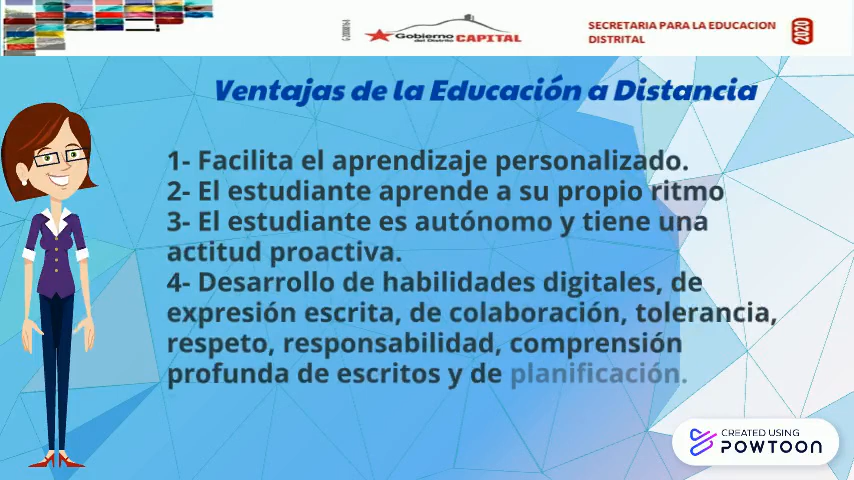 Gobierno
del Distrito CAPITAL
SECRETARIA PARA LA EDUCACION
DISTRITAL
2020
Ventajas de la Educación a Distancia
1- Facilita el aprendizaje personalizado.
2- El estudiante aprende a su propio ritmo
3- El estudiante es autónomo y tiene una
actitud proactiva.
4- Desarrollo de habilidades digitales, de
expresión escrita, de colaboración, tolerancia,
respeto, responsabilidad, comprensión
profunda de escritos y de planificación.
CREATED USING
POWTOON